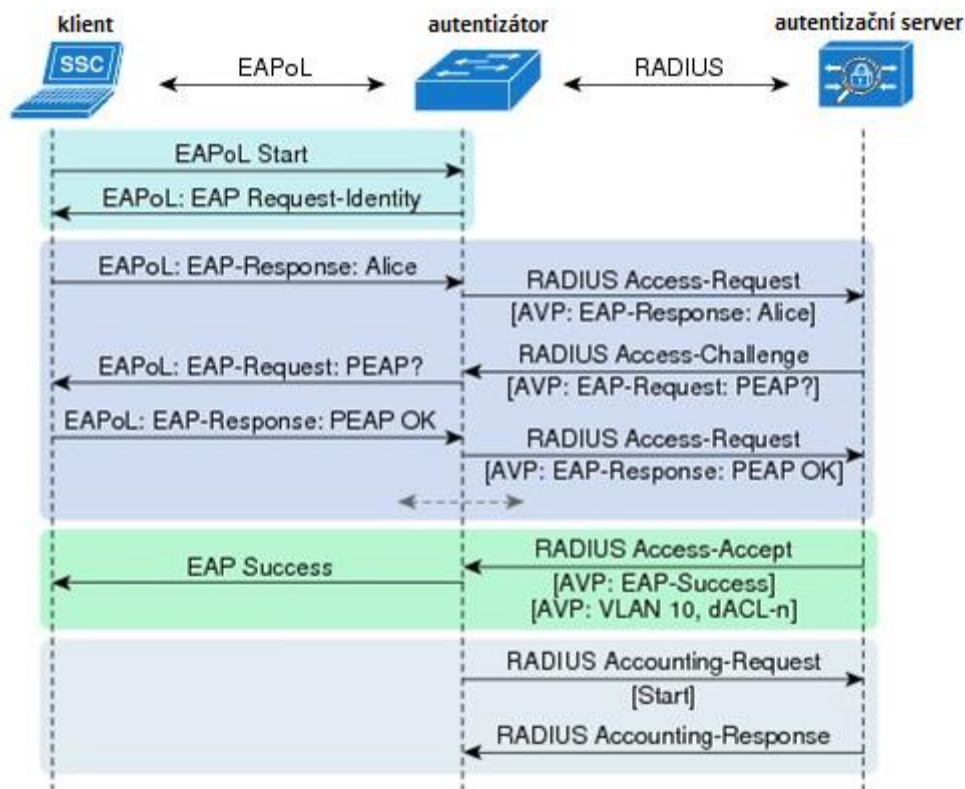 klient
autentizátor
autentizační server
SSC
EAPoL
RADIUS
EAPoL Start
EAPoL: EAP Request-Identity
EAPoL: EAP-Response: Alice
RADIUS Access-Request
[AVP: EAP-Response: Alice]
RADIUS Access-Challenge
EAPoL: EAP-Request: PEAP?
[AVP: EAP-Request: PEAP?]
EAPoL: EAP-Response: PEAP OK
RADIUS Access-Request
[AVP: EAP-Response: PEAP OK]
RADIUS Access-Accept
EAP Success
[AVP: EAP-Success]
[AVP: VLAN 10, dACL-n]
RADIUS Accounting-Request
[Start]
RADIUS Accounting-Response